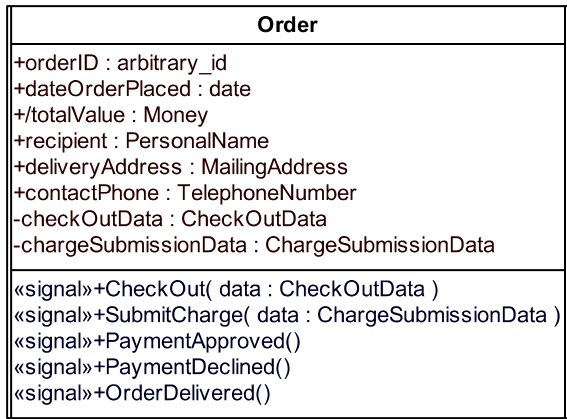 Order
+orderID : arbitrary_id
+dateOrderPlaced : date
+/totalValue : Money
+recipient : PersonalName
+deliveryAddress : MailingAddress
+contactPhone : TelephoneNumber
-checkOutData : CheckOutData
-chargeSubmissionData : ChargeSubmissionData
«signal»+CheckOut( data : CheckOutData )
«signal»+SubmitCharge( data : ChargeSubmissionData )
«signal»+PaymentApproved()
«signal»+PaymentDeclined()
«signal»+OrderDelivered()